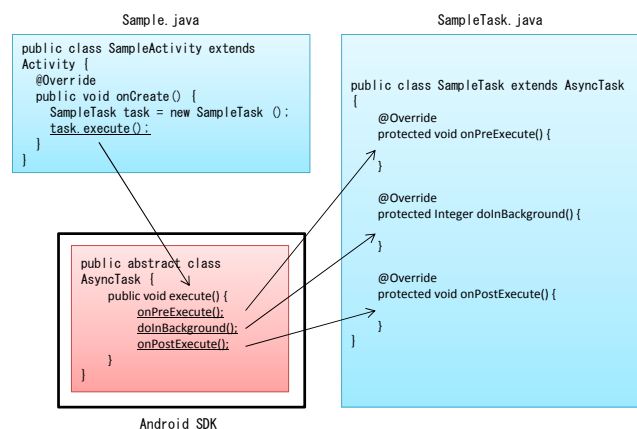 Sample.java
public class SampleActivity extends
Activity {
@Override
public void onCreate() {
SampleTask task = new SampleTask ();
task.execute();
}
}
SampleTask.java
public class SampleTask extends AsyncTask
{
@Override
protected void onPreExecute() {
}
@Override
protected Integer doInBackground() {
}
@Override
protected void onPostExecute() {
}
}
public abstract class
AsyncTask {
public void execute() {
onPreExecute();
doInBackground();
onPostExecute();
}
}
Android SDK